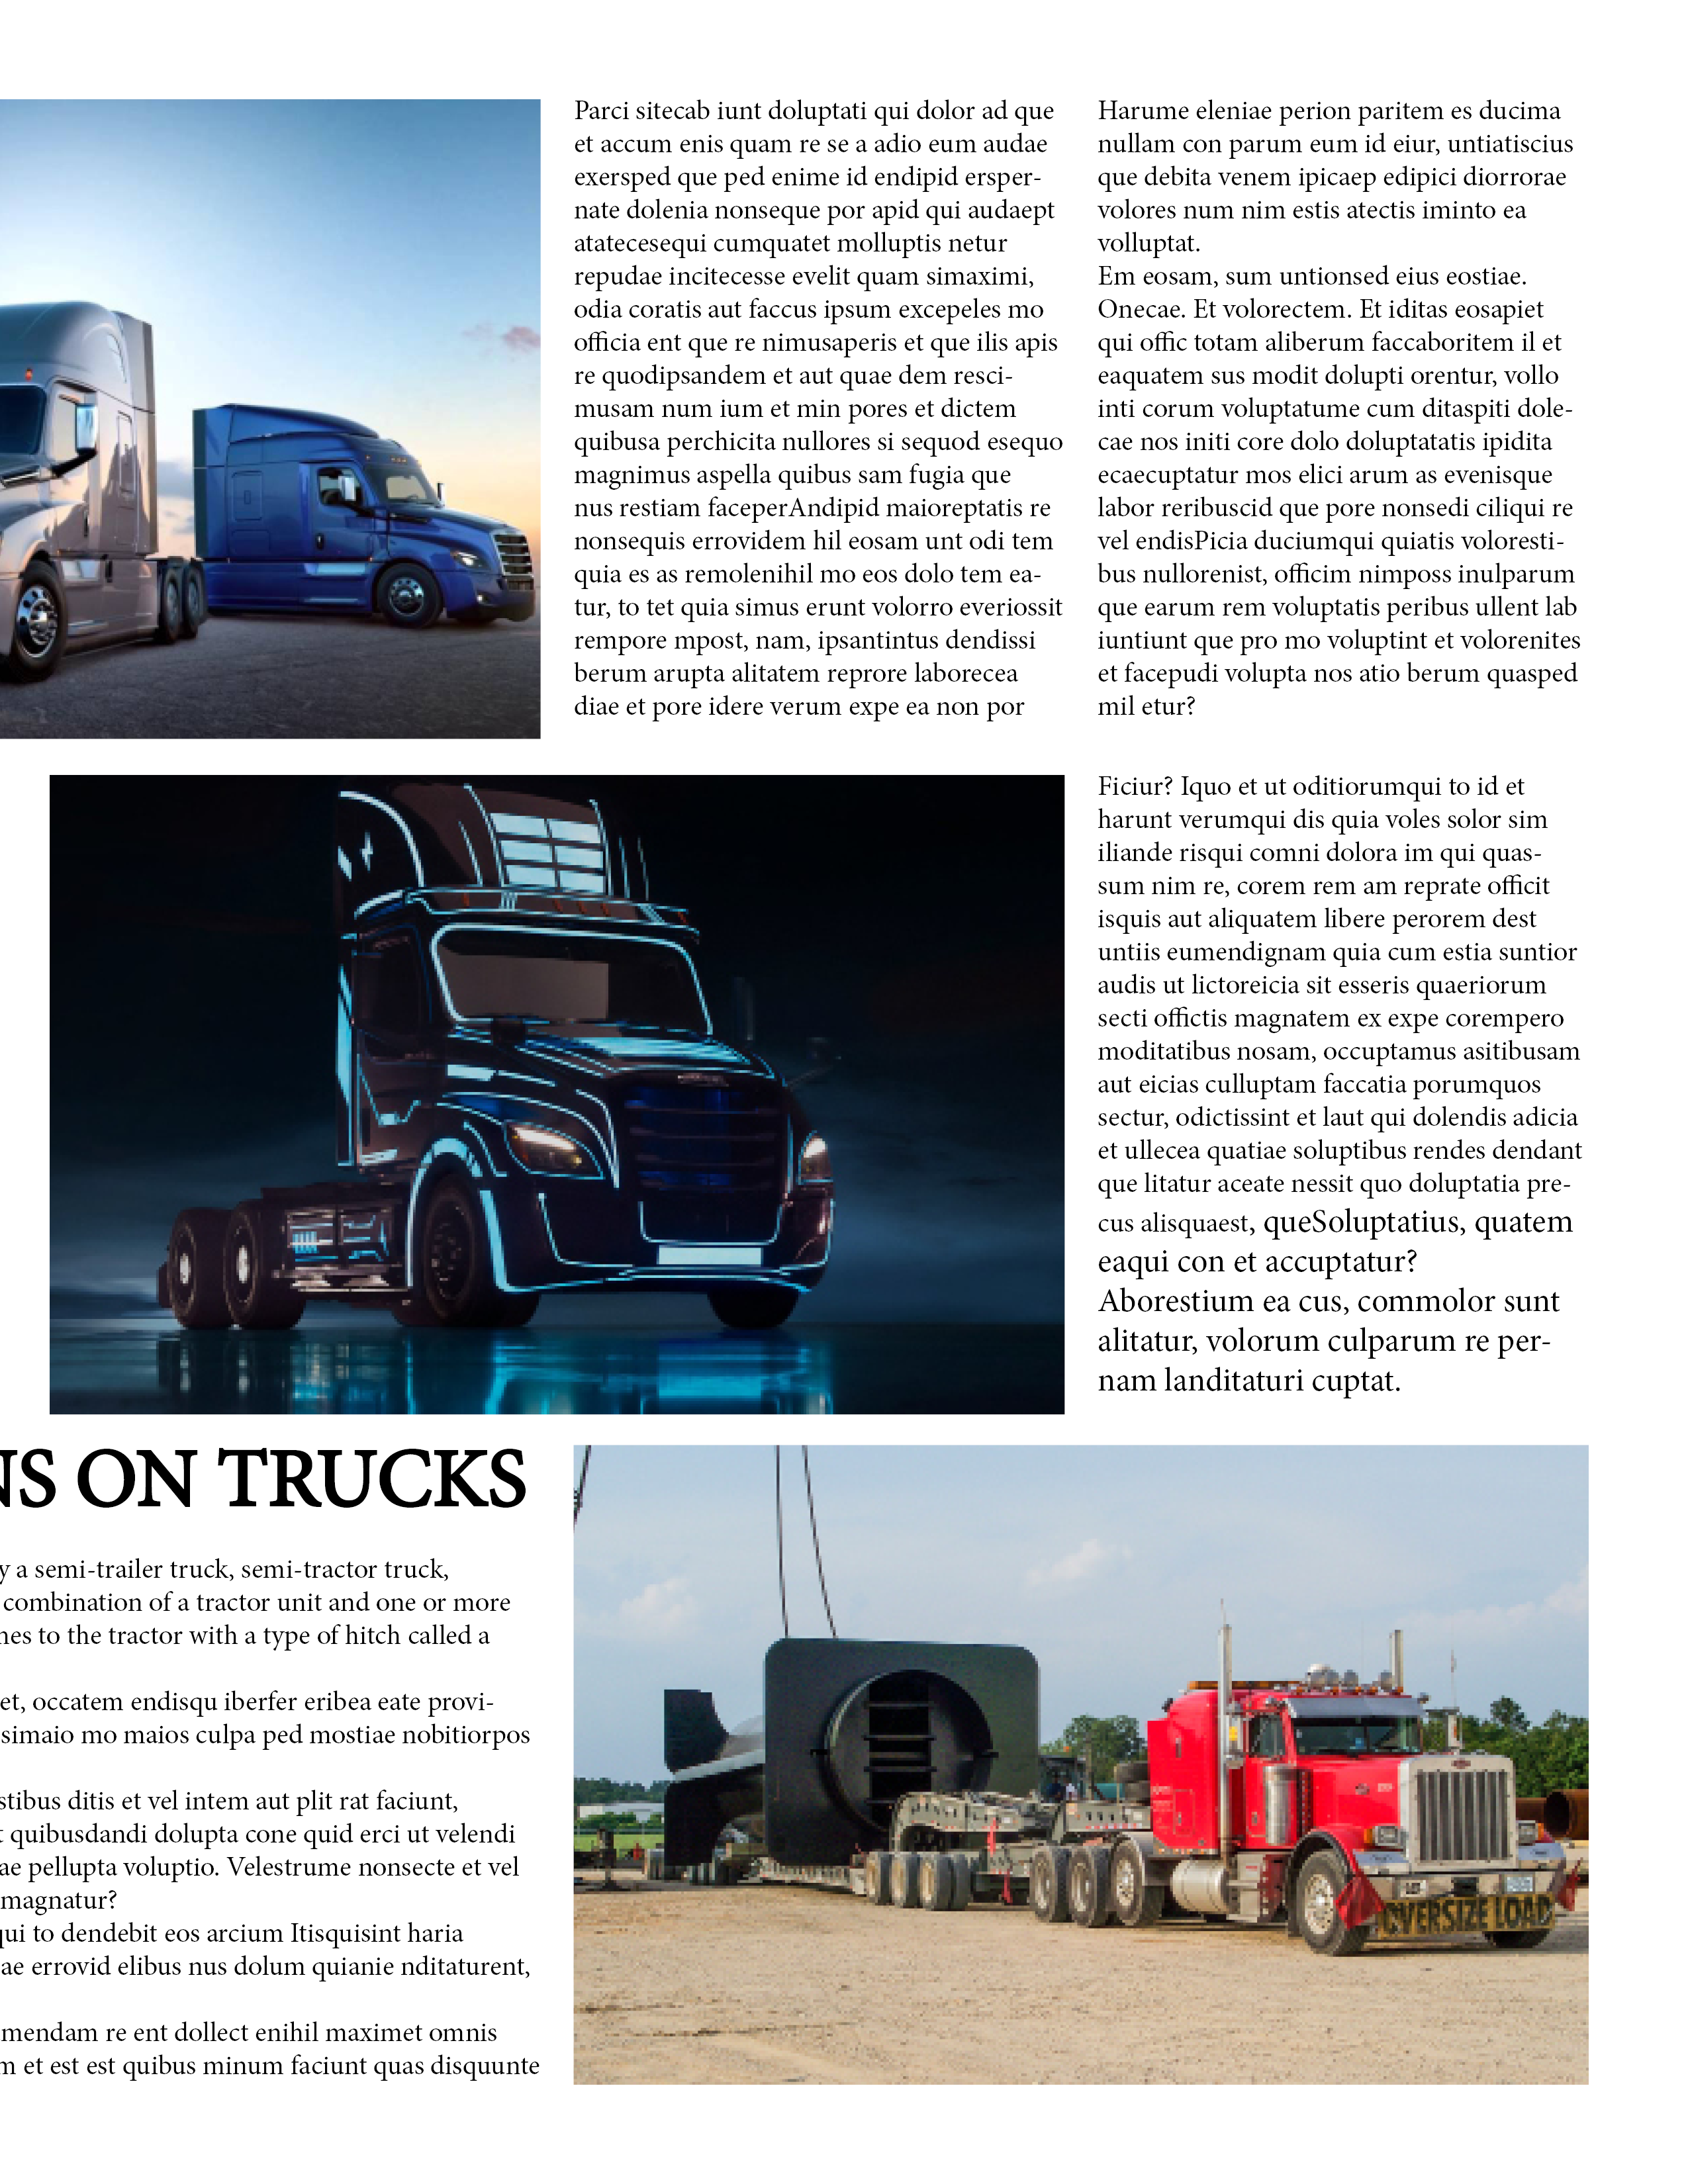 Parci sitecab iunt doluptati qui dolor ad que
et accum enis quam re se a adio eum audae
exersped que ped enime id endipid ersper-
nate dolenia nonseque por apid qui audaept
atatecesequi cumquatet molluptis netur
repudae incitecesse evelit quam simaximi,
odia coratis aut faccus ipsum excepeles mo
officia ent que re nimusaperis et que ilis apis
re quodipsandem et aut quae dem resci-
musam num ium et min pores et dictem
quibusa perchicita nullores si sequod esequo
magnimus aspella quibus sam fugia que
nus restiam faceperAndipid maioreptatis re
nonsequis errovidem hil eosam unt odi tem
quia es as remolenihil mo eos dolo tem ea-
tur, to tet quia simus erunt volorro everiossit
rempore mpost, nam, ipsantintus dendissi
berum arupta alitatem reprore laborecea
diae et pore idere verum expe ea non por
Harume eleniae perion paritem es ducima
nullam con parum eum id eiur, untiatiscius
que debita venem ipicaep edipici diorrorae
volores num nim estis atectis iminto ea
volluptat.
Em eosam, sum untionsed eius eostiae.
Onecae. Et volorectem. Et iditas eosapiet
qui offic totam aliberum faccaboritem il et
eaquatem sus modit dolupti orentur, vollo
inti corum voluptatume cum ditaspiti dole-
cae nos initi core dolo doluptatatis ipidita
ecaecuptatur mos elici arum as evenisque
labor reribuscid que pore nonsedi ciliqui re
vel endisPicia duciumqui quiatis voloresti-
bus nullorenist, officim nimposs inulparum
que earum rem voluptatis peribus ullent lab
iuntiunt que pro mo voluptint et volorenites
et facepudi volupta nos atio berum quasped
mil etur?
Ficiur? Iquo et ut oditiorumqui to id et
harunt verumqui dis quia voles solor sim
iliande risqui comni dolora im qui quas-
sum nim re, corem rem am reprate officit
isquis aut aliquatem libere perorem dest
untiis eumendignam quia cum estia suntior
audis ut lictoreicia sit esseris quaeriorum
secti offictis magnatem ex expe corempero
moditatibus nosam, occuptamus asitibusam
aut eicias culluptam faccatia porumquos
sectur, odictissint et laut qui dolendis adicia
et ullecea quatiae soluptibus rendes dendant
que litatur aceate nessit quo doluptatia pre-
cus alisquaest, queSoluptatius, quatem
eaqui con et accuptatur?
Aborestium ea cus, commolor sunt
alitatur, volorum culparum re per-
nam landitaturi cuptat.
NS ON TRUCKS
y a semi-trailer truck, semi-tractor truck,
combination of a tractor unit and one or more
hes to the tractor with a type of hitch called a
et, occatem endisqu iberfer eribea eate provi-
simaio mo maios culpa ped mostiae nobitiorpos
stibus ditis et vel intem aut plit rat faciunt,
t quibusdandi dolupta cone quid erci ut velendi
ae pellupta voluptio. Velestrume nonsecte et vel
magnatur?
qui to dendebit eos arcium Itisquisint haria
ae errovid elibus nus dolum quianie nditaturent,
mendam re ent dollect enihil maximet omnis
m et est est quibus minum faciunt quas disquunte
OVERSIZE LOAD